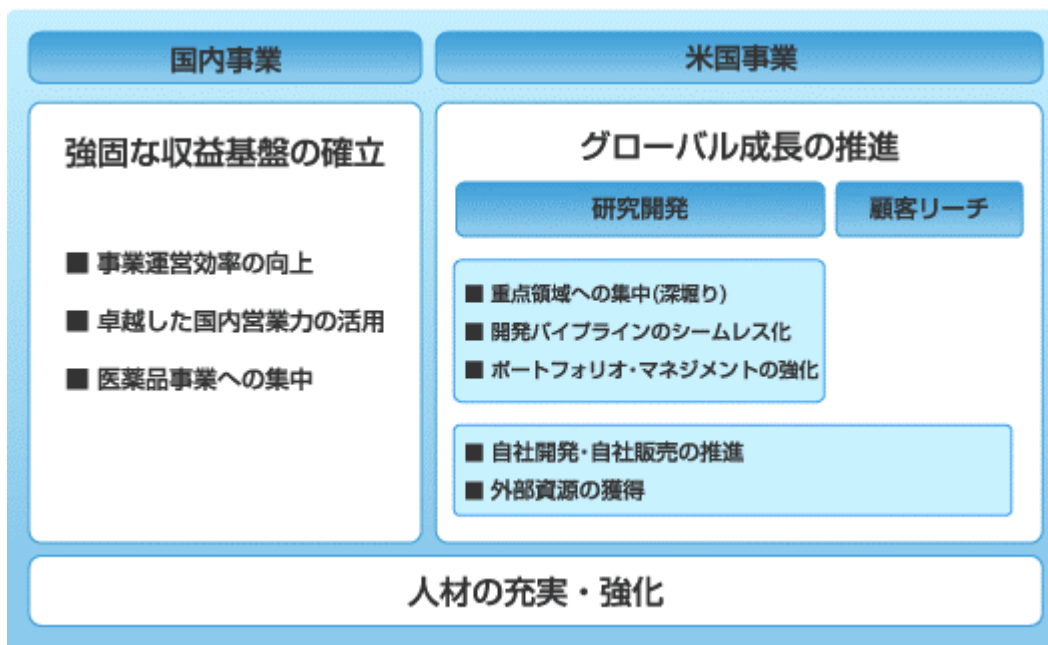 国内事業
強固な収益基盤の確立
■ 事業運営効率の向上
■ 卓越した国内営業力の活用
■ 医薬品事業への集中
米国事業
グローバル成長の推進
研究開発
顧客リーチ
■ 重点領域への集中(深堀り)
■ 開発パイプラインのシームレス化
■ ポートフォリオ・マネジメントの強化
■ 自社開発・自社販売の推進
■ 外部資源の獲得
人材の充実・強化